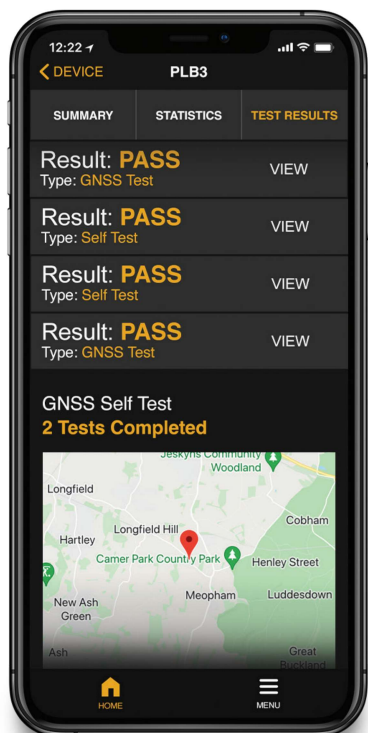 12:22
DEVICE
PLB3
SUMMARY
STATISTICS
TEST RESULTS
Result: PASS
Type: GNSS Test
VIEW
Result: PASS
Type: Self Test
VIEW
Result: PASS
Type: Self Test
VIEW
Result: PASS
Type: GNSS Test
VIEW
GNSS Self Test
2 Tests Completed
Jeskyns Community
Woodland
Longfield
Cobham
Longfield Hill
Hartley
Camer Park Country Park
Henley Street
Meopham
Luddesdown
New Ash
Green
Ash
Great
Buckland
HOME
MENU